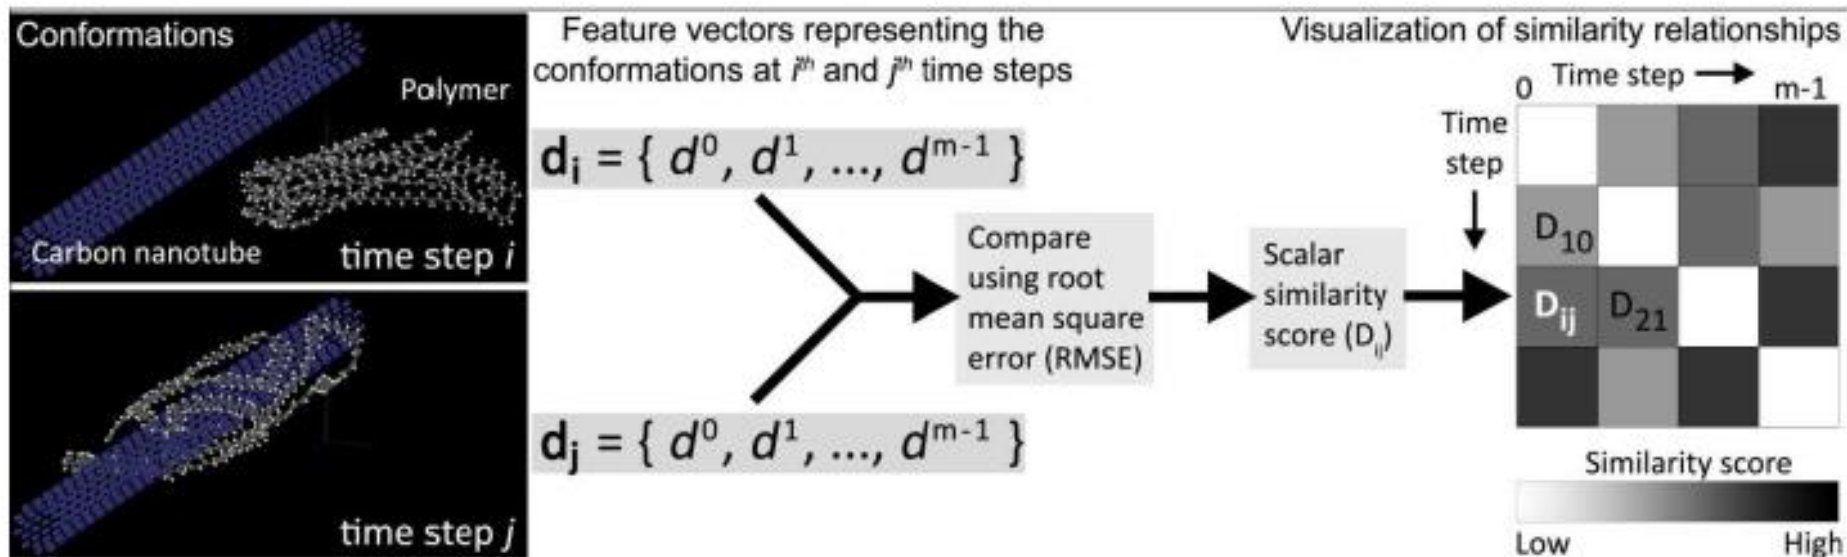 Conformations
Polymer
Carbon nanotube
time step i
time step j
Feature vectors representing the
conformations at iᵗʰ and jᵗʰ time steps
dᵢ = { d⁰, d¹, ..., dᵐ⁻¹ }
dⱼ = { d⁰, d¹, ..., dᵐ⁻¹ }
Compare
using root
mean square
error (RMSE)
Scalar
similarity
score (Dᵢⱼ)
Visualization of similarity relationships
Time step
0
m-1
Time
step
D₁₀
Dᵢⱼ
D₂₁
Similarity score
Low
High